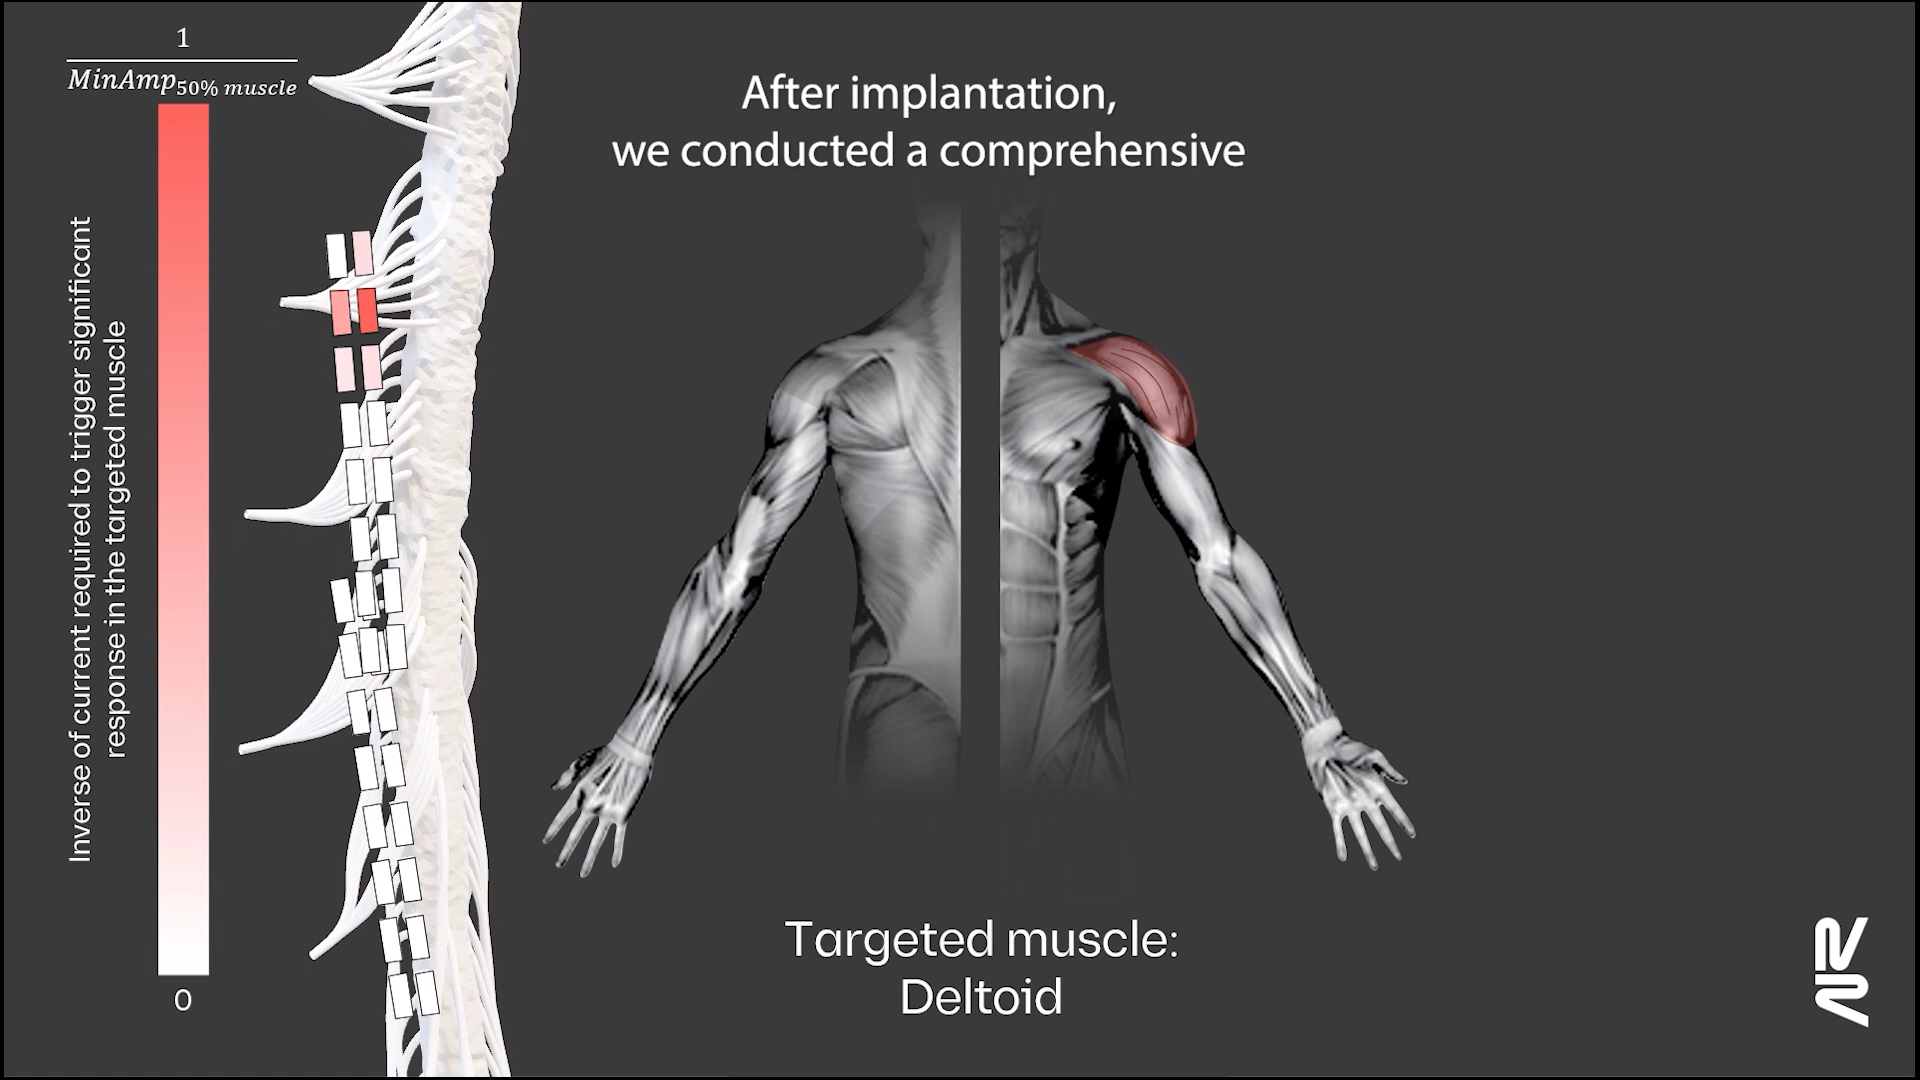 1
MinAmp50% muscle
Inverse of current required to trigger significant
response in the targeted muscle
0
After implantation,
we conducted a comprehensive
Targeted muscle:
Deltoid